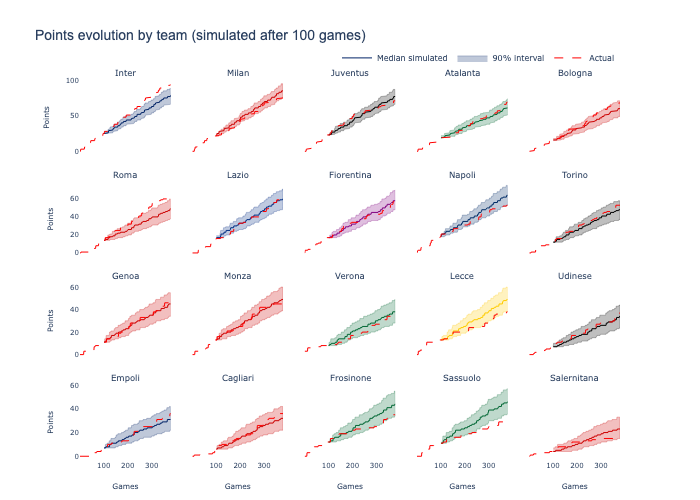 Points evolution by team (simulated after 100 games)
Median simulated 90% interval Actual
Inter Milan Juventus Atalanta Bologna
100
50
0
Points
Roma Lazio Fiorentina Napoli Torino
60
40
20
0
Points
Genoa Monza Verona Lecce Udinese
60
40
20
0
Points
Empoli Cagliari Frosinone Sassuolo Salernitana
60
40
20
0
Points
100 200 300 100 200 300 100 200 300 100 200 300 100 200 300
Games Games Games Games Games